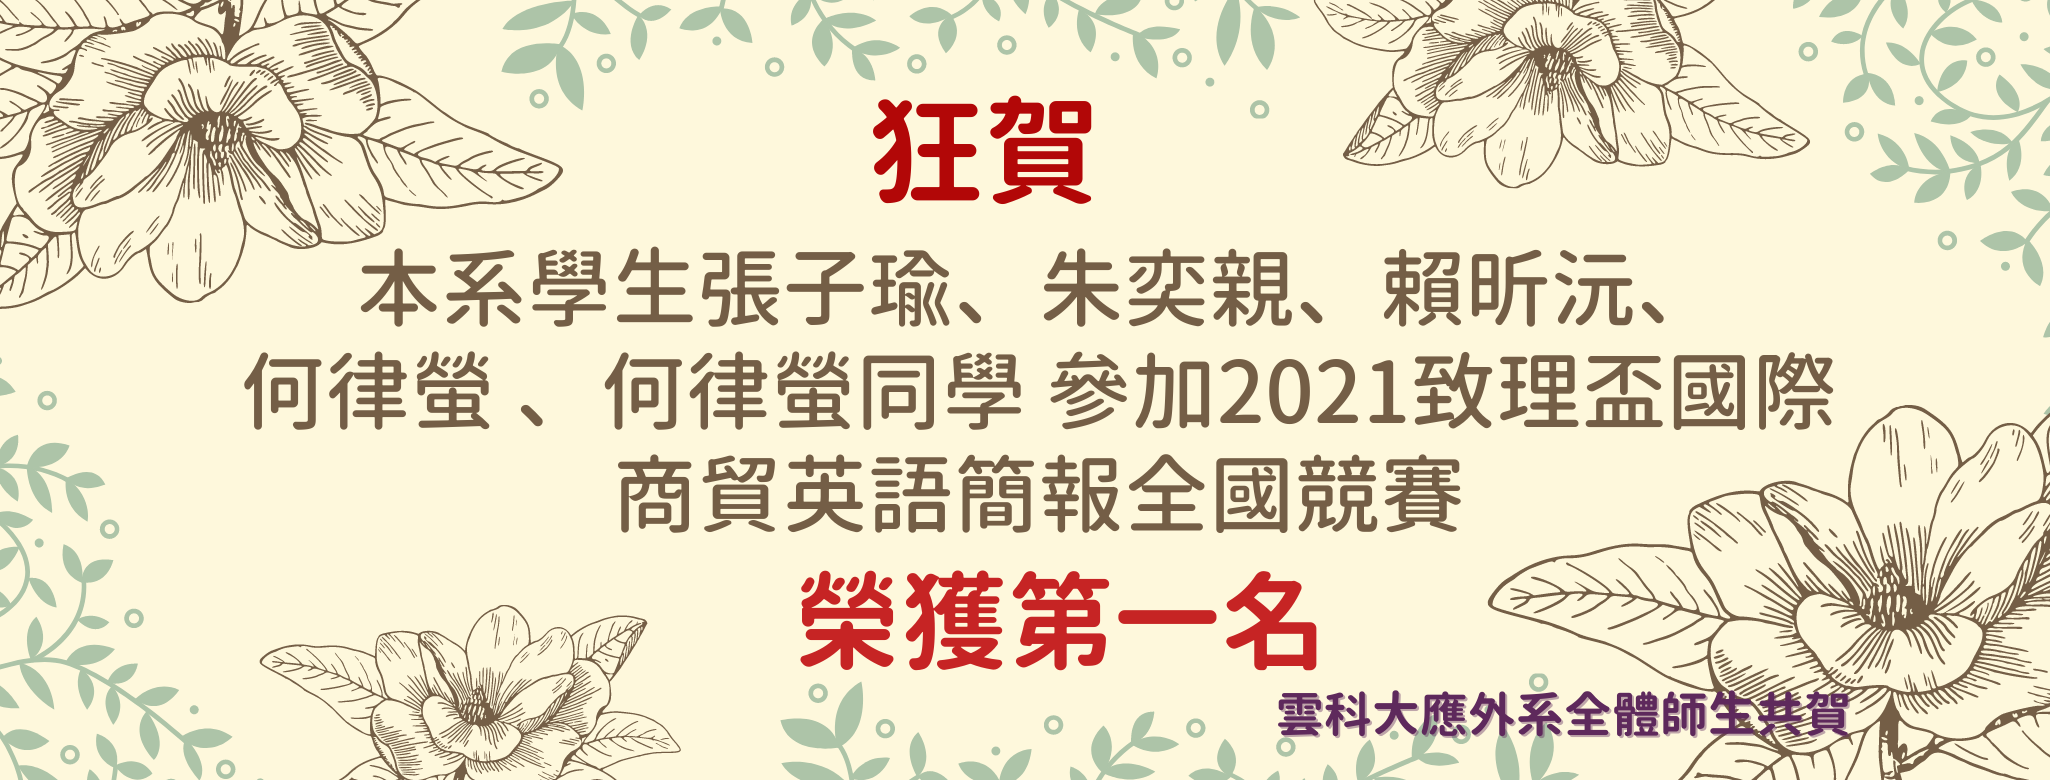 狂賀
本系學生張子瑜、朱奕親、賴昕沅、
何律螢 、何律螢同學 參加2021致理盃國際
商貿英語簡報全國競賽
榮獲第一名
雲科大應外系全體師生共賀